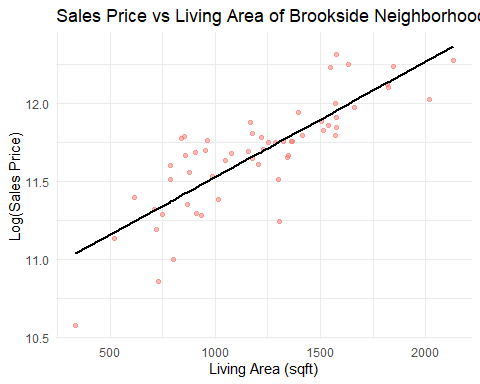 Sales Price vs Living Area of Brookside Neighborhood
Log(Sales Price)
12.0
11.5
11.0
10.5
500 1000 1500 2000
Living Area (sqft)